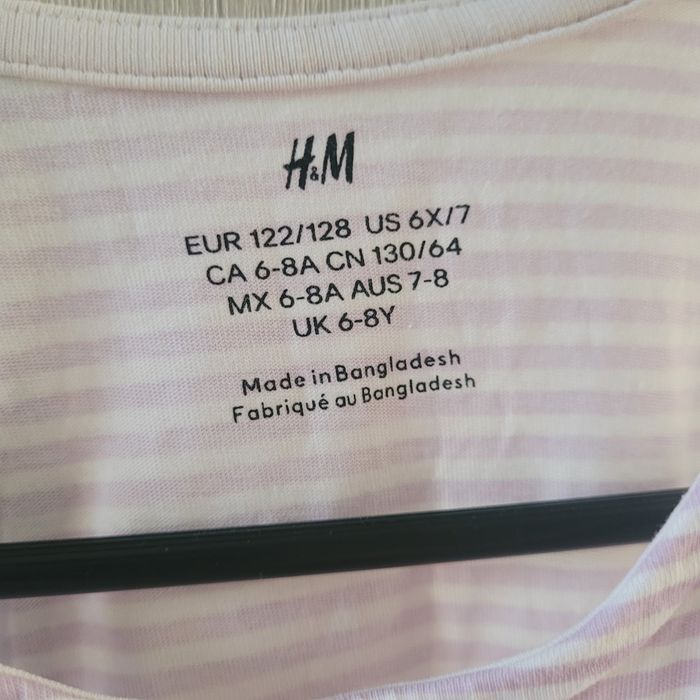 H&M
EUR 122/128 US 6X/7
CA 6-8A CN 130/64
MX 6-8A AUS 7-8
UK 6-8Y
Made in Bangladesh
Fabriqué au Bangladesh